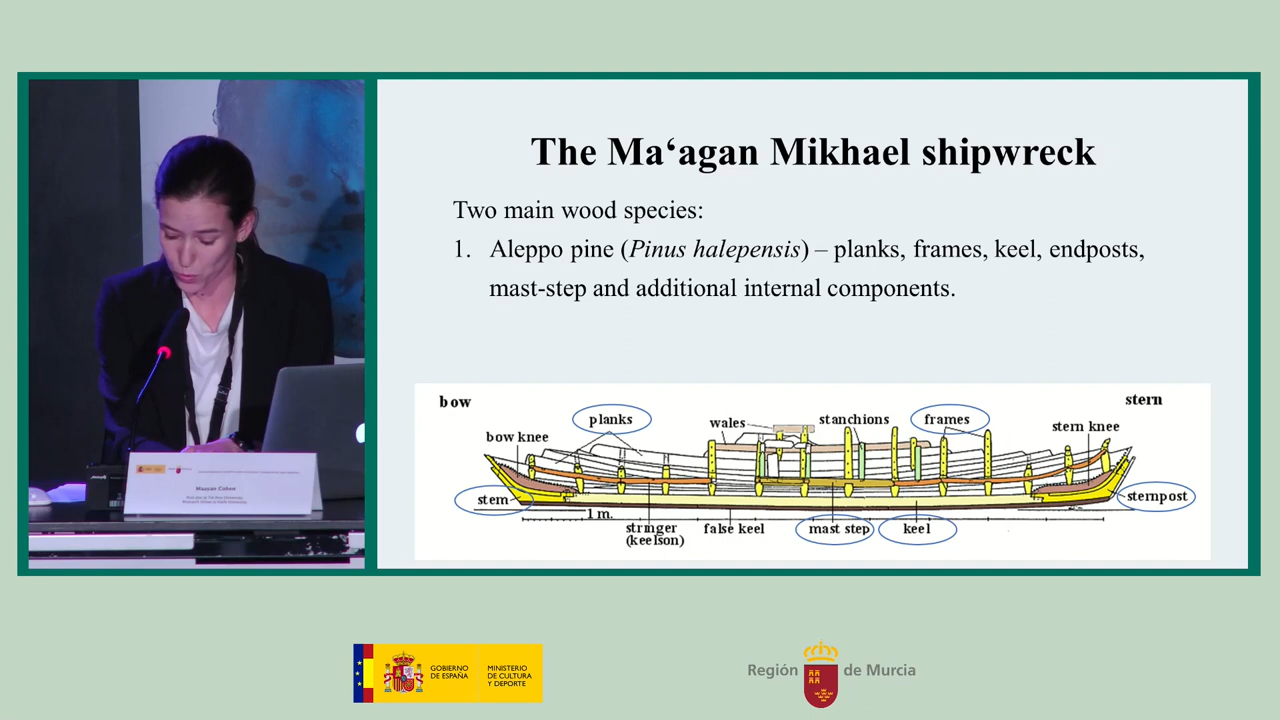 The Ma‘agan Mikhael shipwreck
Two main wood species:
1. Aleppo pine (Pinus halepensis) – planks, frames, keel, endposts,
mast-step and additional internal components.
bow
stern
planks
wales
stanchions
frames
bow knee
stern knee
stem
sternpost
1 m.
stringer
(keelson)
false keel
mast step
keel
Maayan Cohen
GOBIERNO
DE ESPAÑA
MINISTERIO
DE CULTURA
Y DEPORTE
Región de Murcia